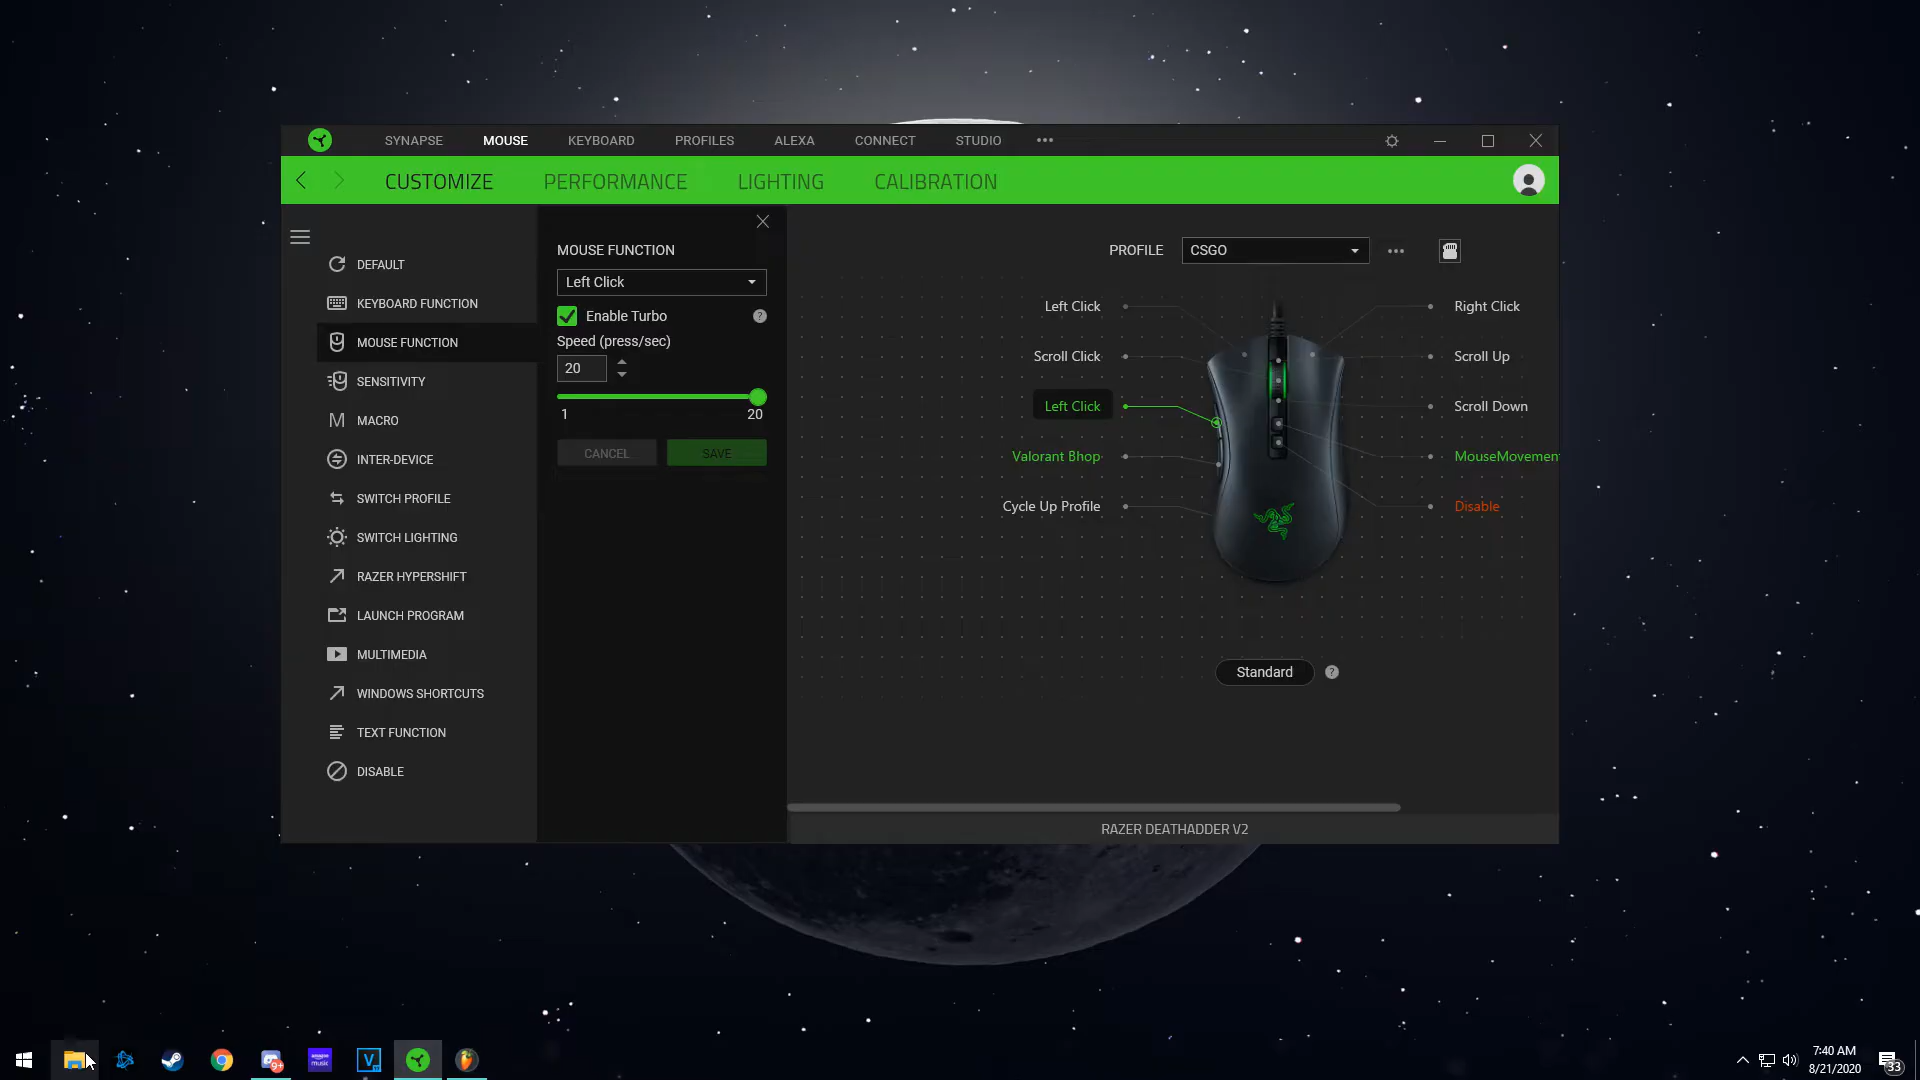 SYNAPSE MOUSE KEYBOARD PROFILES ALEXA CONNECT STUDIO
CUSTOMIZE PERFORMANCE LIGHTING CALIBRATION
DEFAULT
KEYBOARD FUNCTION
MOUSE FUNCTION
SENSITIVITY
M MACRO
INTER-DEVICE
SWITCH PROFILE
SWITCH LIGHTING
RAZER HYPERSHIFT
LAUNCH PROGRAM
MULTIMEDIA
WINDOWS SHORTCUTS
TEXT FUNCTION
DISABLE
MOUSE FUNCTION
Left Click
Enable Turbo ?
Speed (press/sec)
20
1 20
CANCEL SAVE
PROFILE CSGO
Left Click Right Click
Scroll Click Scroll Up
Left Click Scroll Down
Valorant Bhop MouseMovement
Cycle Up Profile Disable
Standard ?
RAZER DEATHADDER V2
9+
amazon music
V
7:40 AM
8/21/2020
33